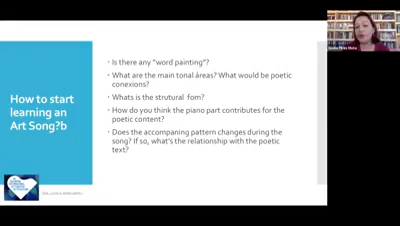 How to start
learning an
Art Song?b
Is there any "word painting"?
What are the main tonal áreas? What would be poetic
conexions?
Whats is the strutural fom?
How do you think the piano part contributes for the
poetic content?
Does the accompaning pattern changes during the
song? If so, what's the relationship with the poetic
text?